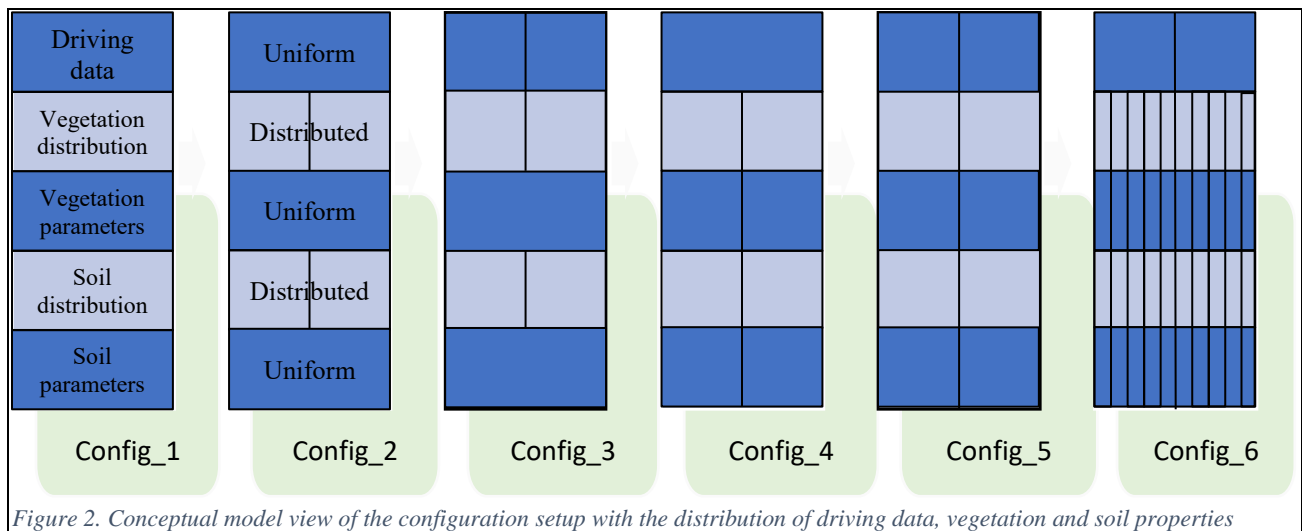 Driving
data
Vegetation
distribution
Vegetation
parameters
Soil
distribution
Soil
parameters
Config_1
Uniform
Distributed
Uniform
Distributed
Uniform
Config_2
Config_3
Config_4
Config_5
Config_6
Figure 2. Conceptual model view of the configuration setup with the distribution of driving data, vegetation and soil properties